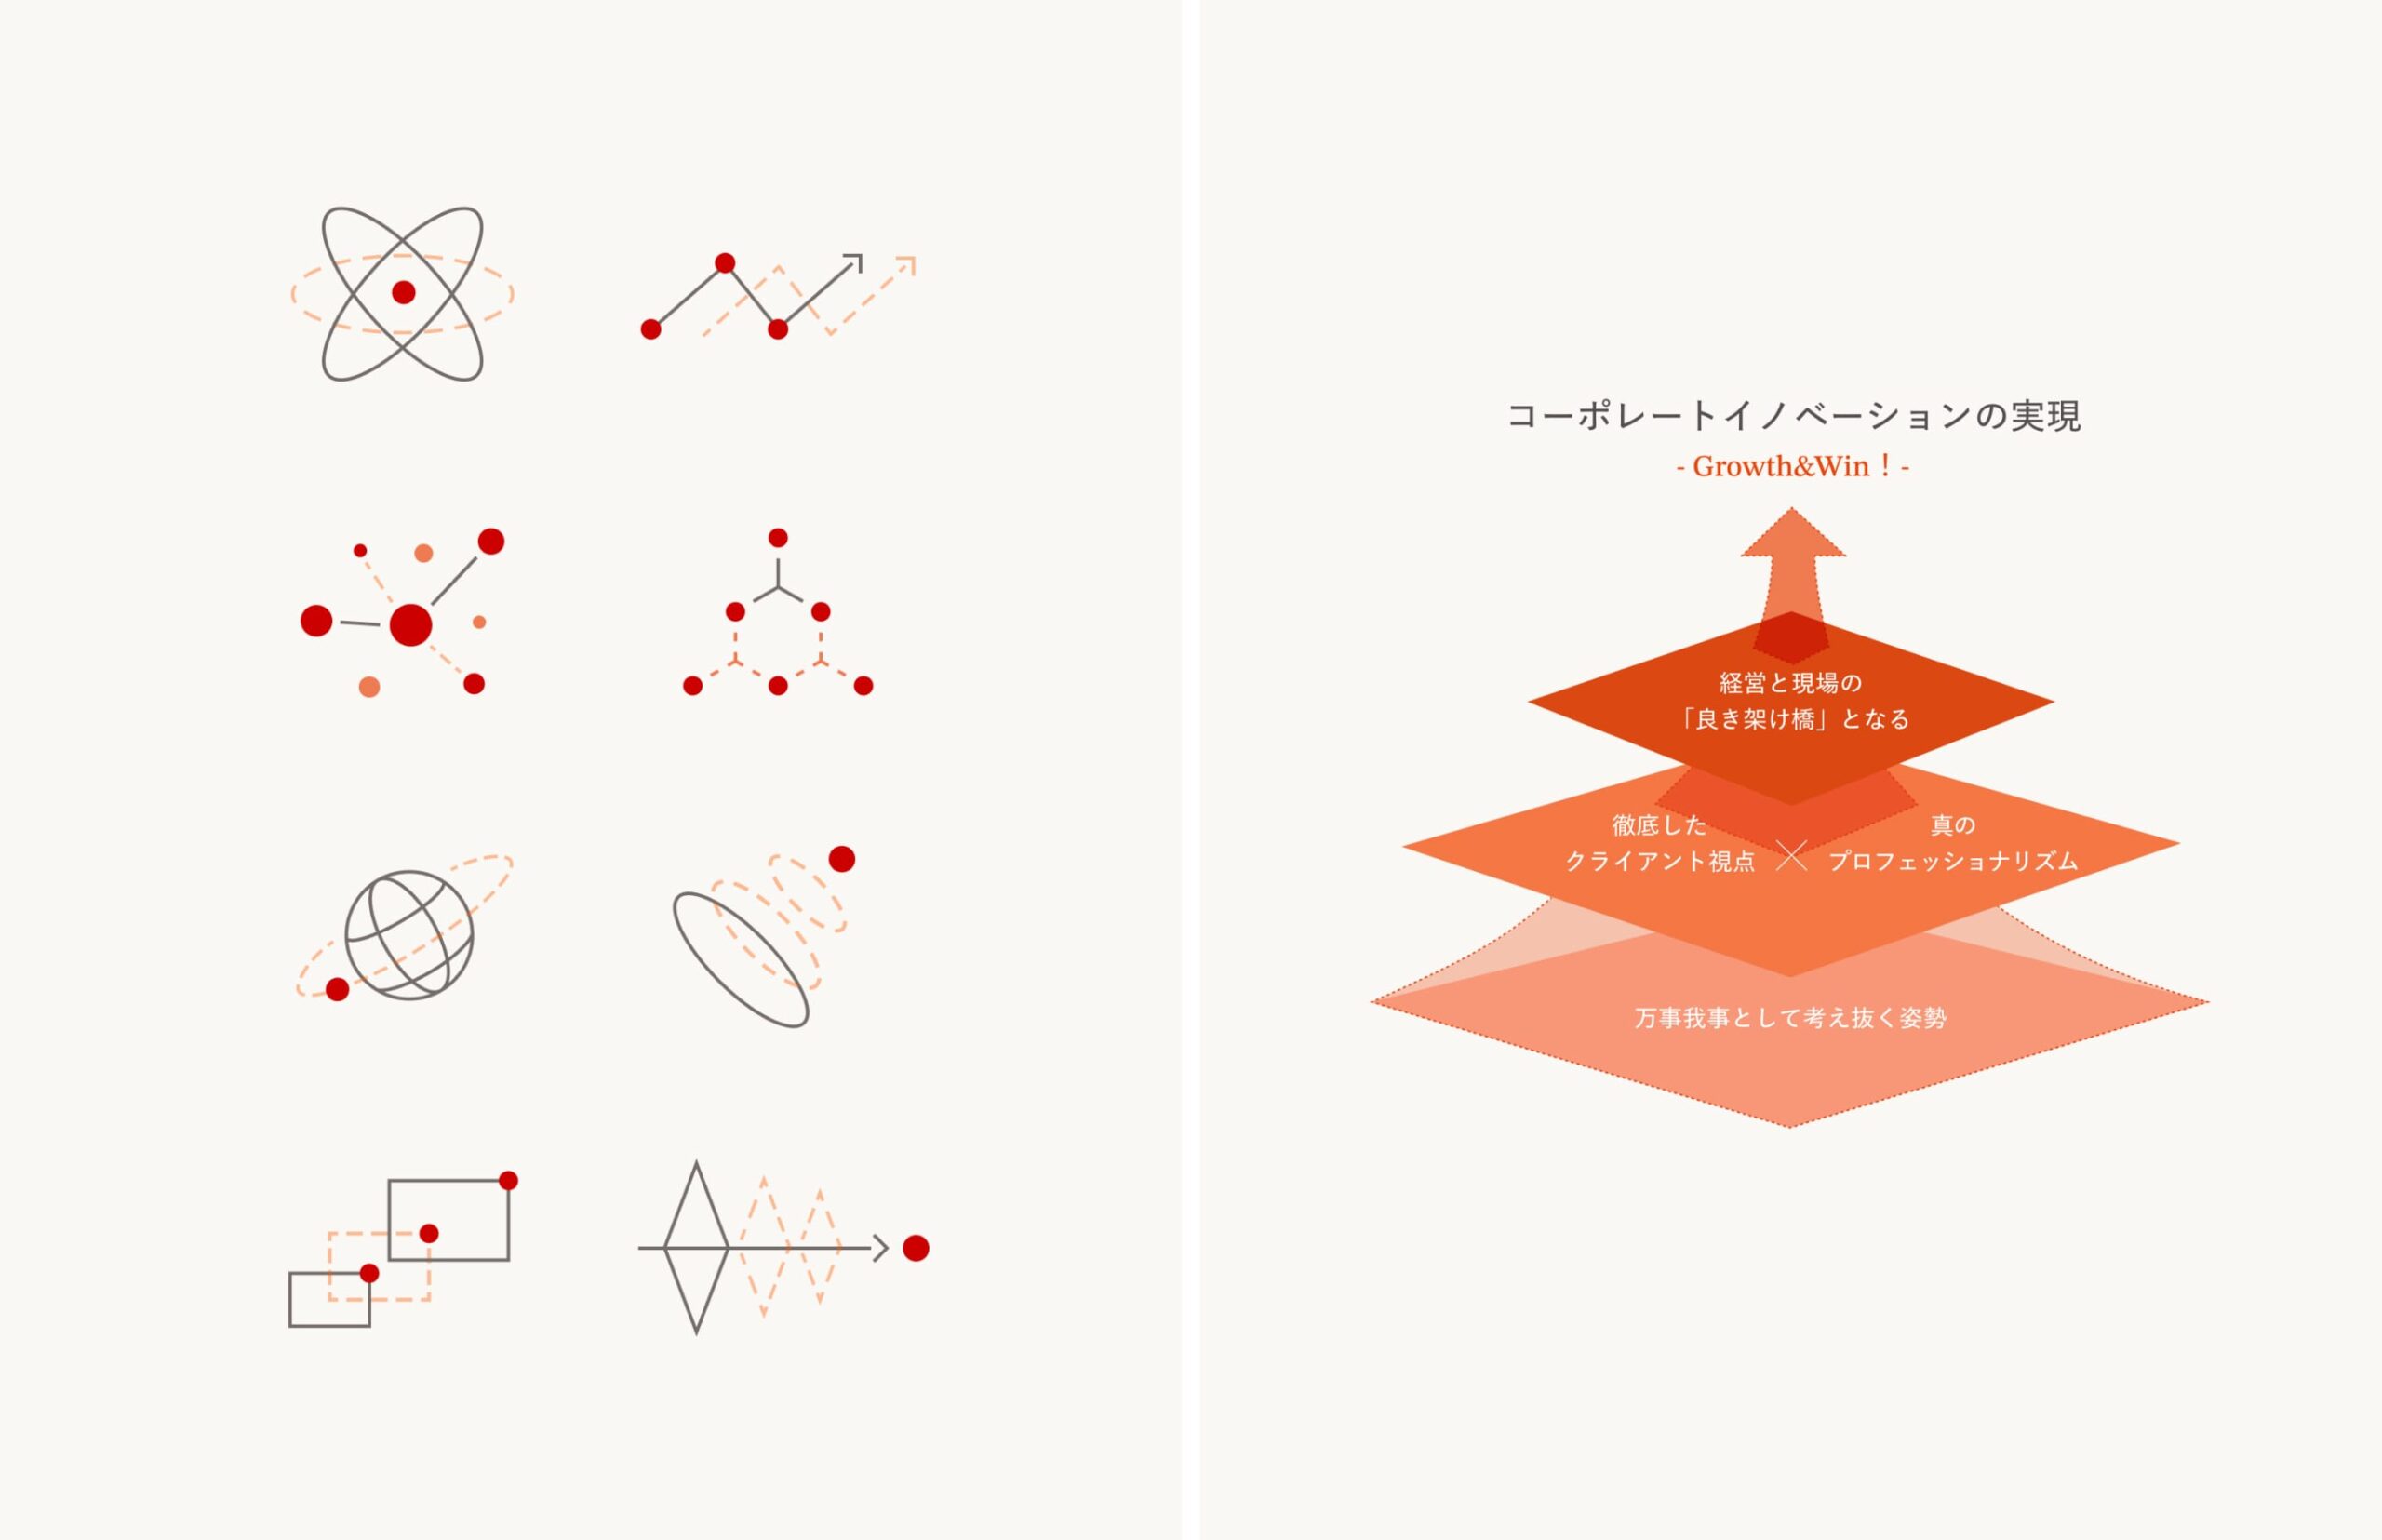 コーポレートイノベーションの実現
- Growth&Win！-
経営と現場の
「良き架け橋」となる
徹底した
クライアント視点
×
真の
プロフェッショナリズム
万事我事として考え抜く姿勢